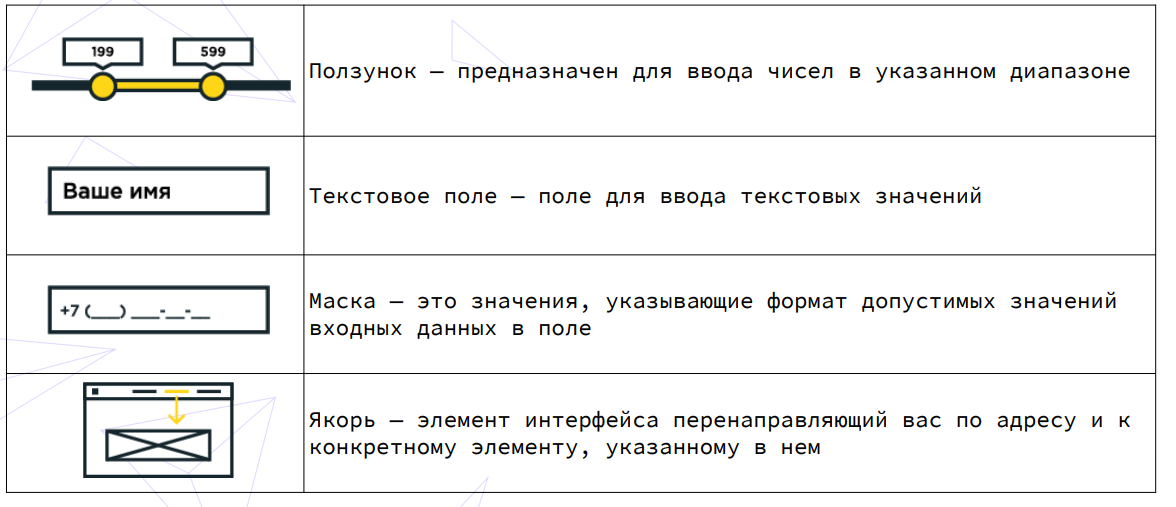 199 599
Ползунок — предназначен для ввода чисел в указанном диапазоне
Ваше имя
Текстовое поле — поле для ввода текстовых значений
+7 (___) ___-__-__
Маска — это значения, указывающие формат допустимых значений
входных данных в поле
Якорь — элемент интерфейса перенаправляющий вас по адресу и к
конкретному элементу, указанному в нем